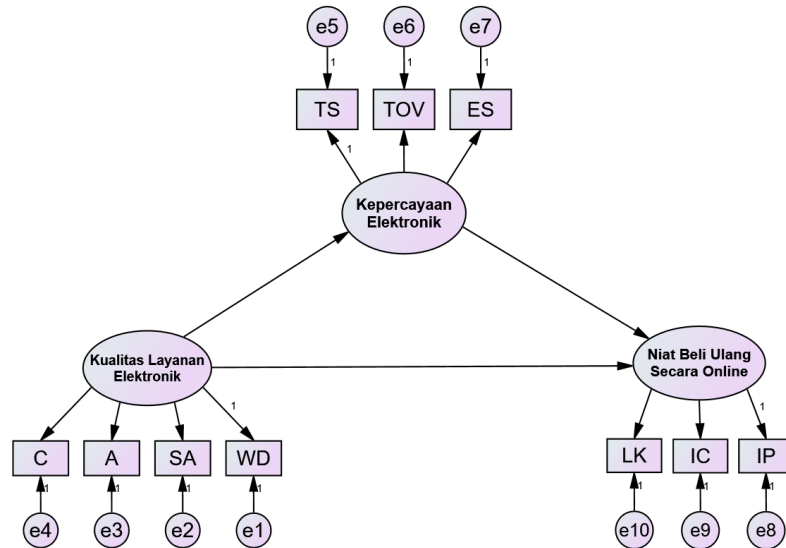 e5 e6 e7
1 1 1
TS TOV ES
1
Kepercayaan
Elektronik
Kualitas Layanan
Elektronik
Niat Beli Ulang
Secara Online
1 1
C A SA WD LK IC IP
1 1 1 1 1 1 1
e4 e3 e2 e1 e10 e9 e8